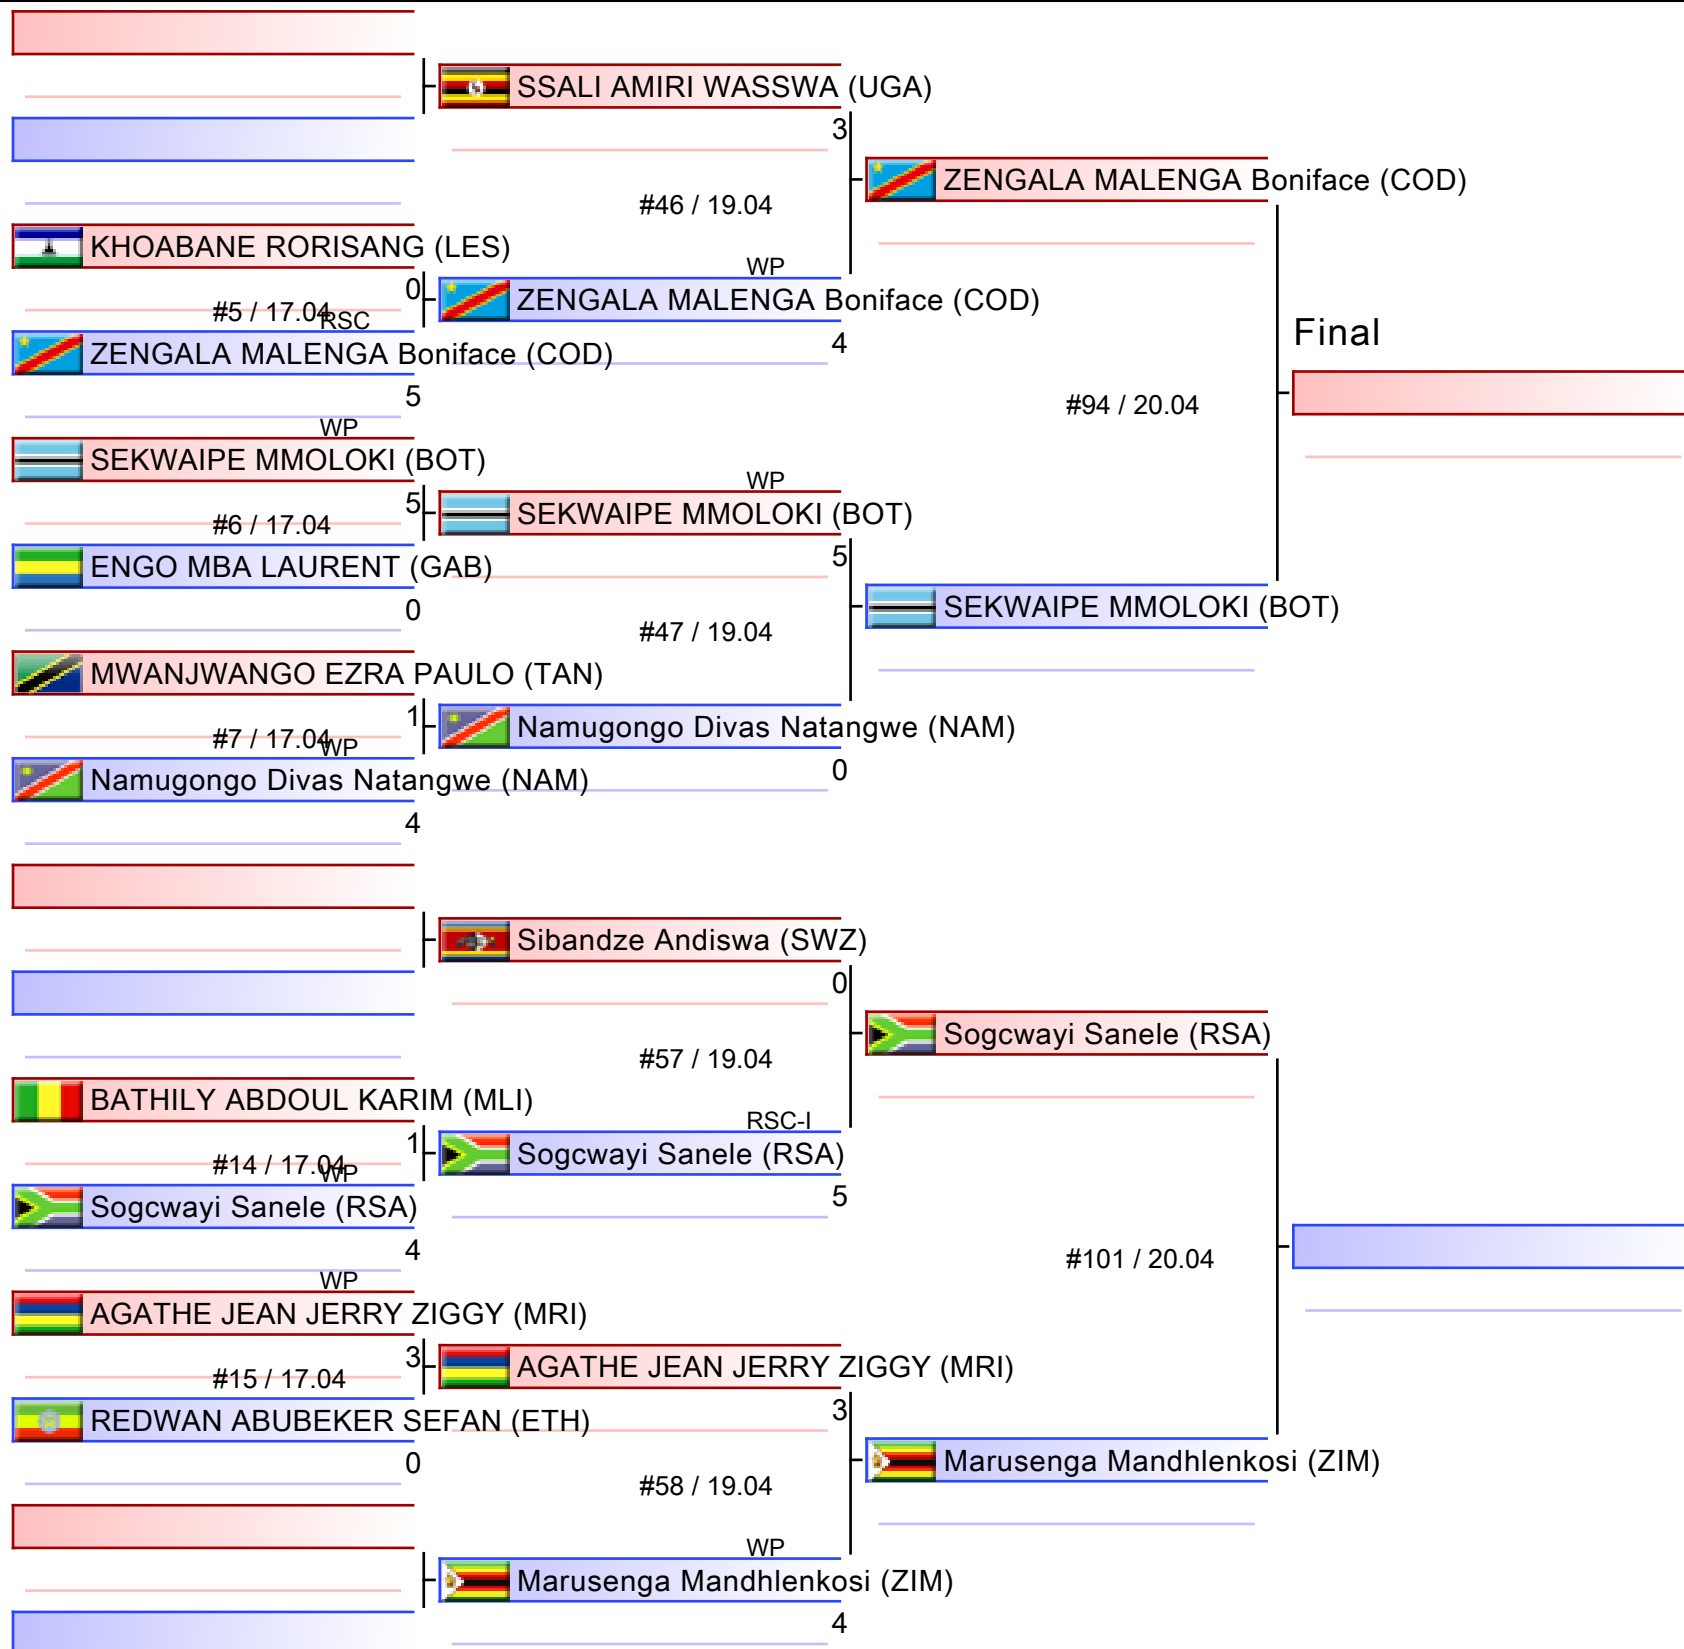 SSALI AMIRI WASSWA (UGA)
3
ZENGALA MALENGA Boniface (COD)
#46 / 19.04
KHOABANE RORISANG (LES)
WP
0
ZENGALA MALENGA Boniface (COD)
#5 / 17.04
RSC
Final
4
ZENGALA MALENGA Boniface (COD)
5
#94 / 20.04
WP
SEKWAIPE MMOLOKI (BOT)
WP
5
SEKWAIPE MMOLOKI (BOT)
#6 / 17.04
5
ENGO MBA LAURENT (GAB)
0
SEKWAIPE MMOLOKI (BOT)
#47 / 19.04
MWANJWANGO EZRA PAULO (TAN)
1
Namugongo Divas Natangwe (NAM)
#7 / 17.04
WP
0
Namugongo Divas Natangwe (NAM)
4
Sibandze Andiswa (SWZ)
0
Sogcwayi Sanele (RSA)
#57 / 19.04
BATHILY ABDOUL KARIM (MLI)
RSC-I
1
Sogcwayi Sanele (RSA)
#14 / 17.04
WP
5
Sogcwayi Sanele (RSA)
4
#101 / 20.04
WP
AGATHE JEAN JERRY ZIGGY (MRI)
3
AGATHE JEAN JERRY ZIGGY (MRI)
#15 / 17.04
3
REDWAN ABUBEKER SEFAN (ETH)
0
Marusenga Mandhlenkosi (ZIM)
#58 / 19.04
WP
Marusenga Mandhlenkosi (ZIM)
4